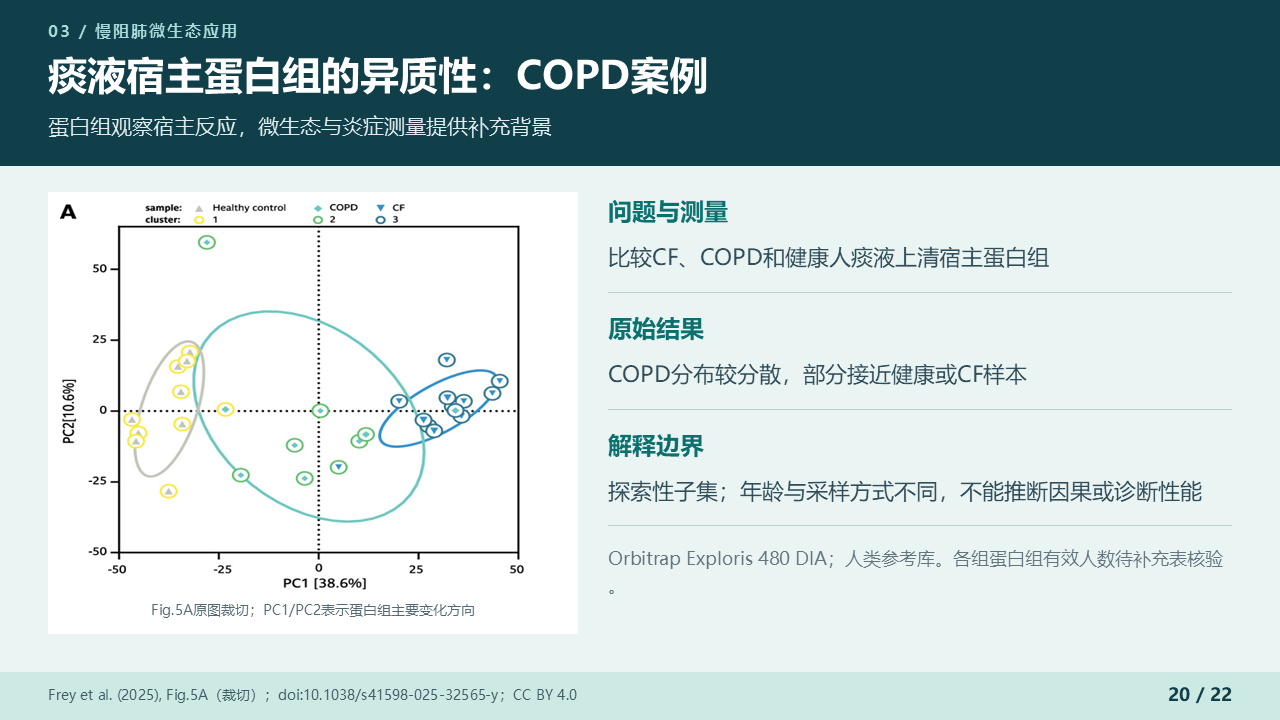 03 / 慢阻肺微生态应用
痰液宿主蛋白组的异质性：COPD案例
蛋白组观察宿主反应，微生态与炎症测量提供补充背景
A
sample: Healthy control COPD CF
cluster: 1 2 3
50
25
0
-25
-50
PC2[10.6%]
-50 -25 0 25 50
PC1 [38.6%]
Fig.5A原图裁切；PC1/PC2表示蛋白组主要变化方向
问题与测量
比较CF、COPD和健康人痰液上清宿主蛋白组
原始结果
COPD分布较分散，部分接近健康或CF样本
解释边界
探索性子集；年龄与采样方式不同，不能推断因果或诊断性能
Orbitrap Exploris 480 DIA；人类参考库。各组蛋白组有效人数待补充表核验
。
Frey et al. (2025), Fig.5A（裁切）；doi:10.1038/s41598-025-32565-y；CC BY 4.0
20 / 22